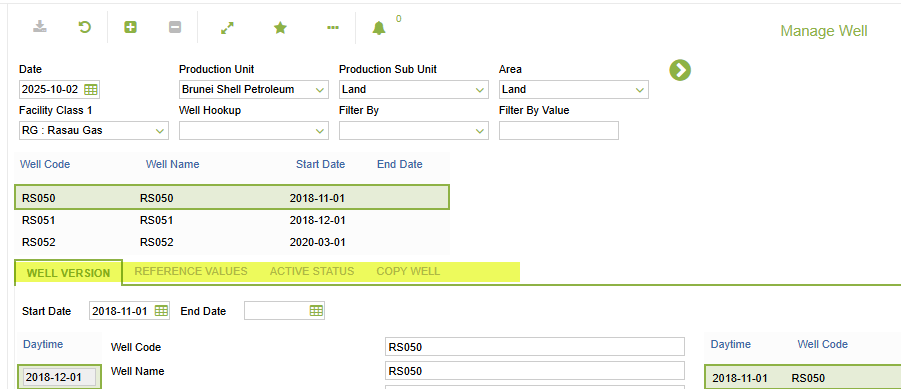 0
Manage Well
Date Production Unit Production Sub Unit Area
2025-10-02 Brunei Shell Petroleum Land Land
Facility Class 1 Well Hookup Filter By Filter By Value
RG : Rasau Gas
Well Code Well Name Start Date End Date
RS050 RS050 2018-11-01
RS051 RS051 2018-12-01
RS052 RS052 2020-03-01
WELL VERSION REFERENCE VALUES ACTIVE STATUS COPY WELL
Start Date 2018-11-01 End Date
Daytime Well Code RS050 Daytime Well Code
Well Name RS050
2018-12-01 2018-11-01 RS050